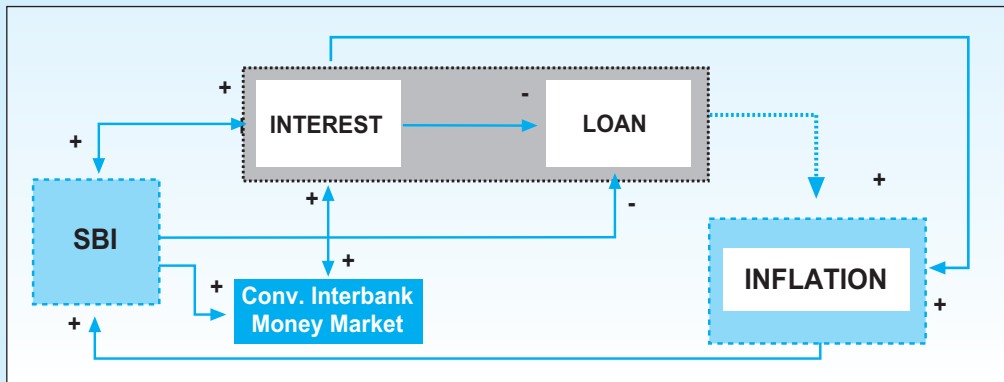 +
-
INTEREST
LOAN
+
+
+
-
SBI
+
INFLATION
+
Conv. Interbank
Money Market
+
+